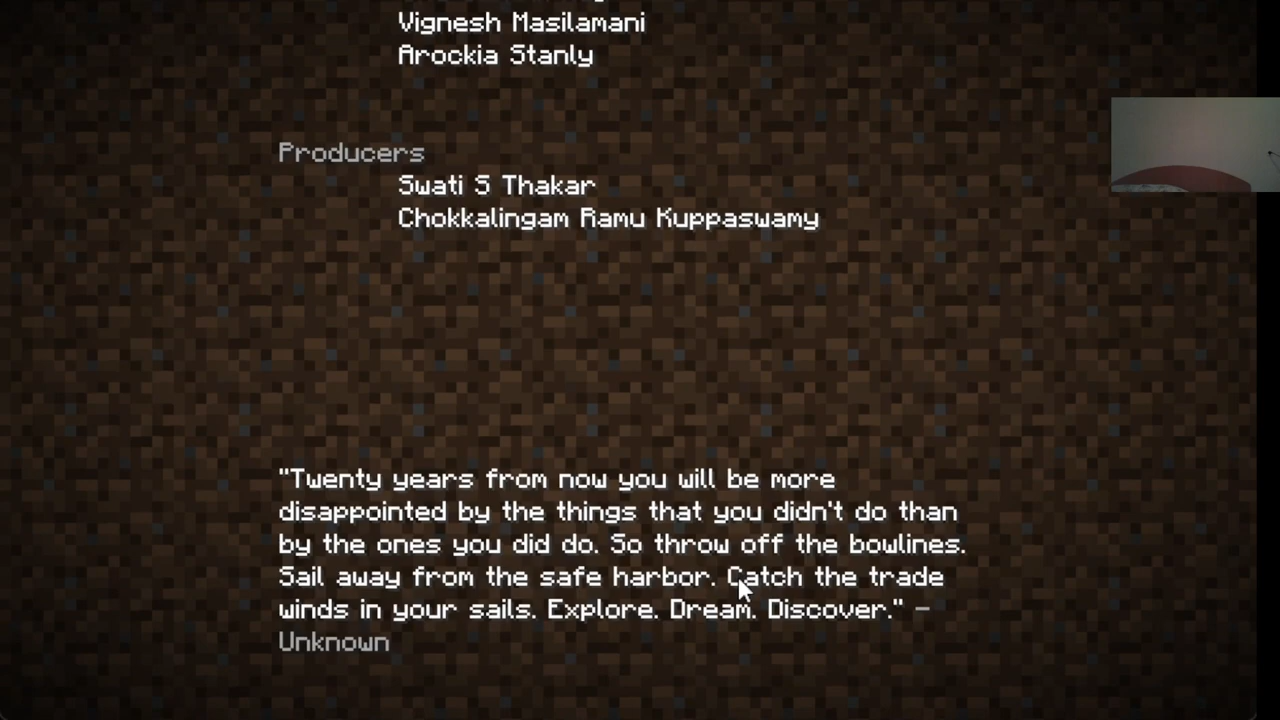 Vignesh Masilamani
Arockia Stanly
Producers
Swati S Thakar
Chokkalingam Ramu Kuppaswamy
"Twenty years from now you will be more
disappointed by the things that you didn't do than
by the ones you did do. So throw off the bowlines.
Sail away from the safe harbor. Catch the trade
winds in your sails. Explore. Dream. Discover." –
Unknown